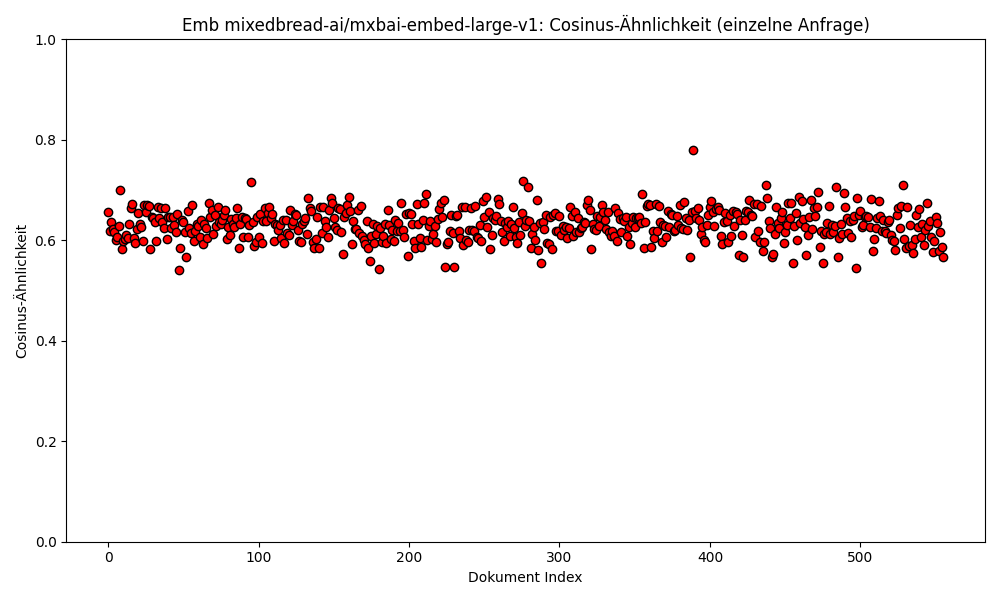 Emb mixedbread-ai/mxbai-embed-large-v1: Cosinus-Ähnlichkeit (einzelne Anfrage)
1.0
0.8
0.6
0.4
0.2
0.0
Cosinus-Ähnlichkeit
0 100 200 300 400 500
Dokument Index